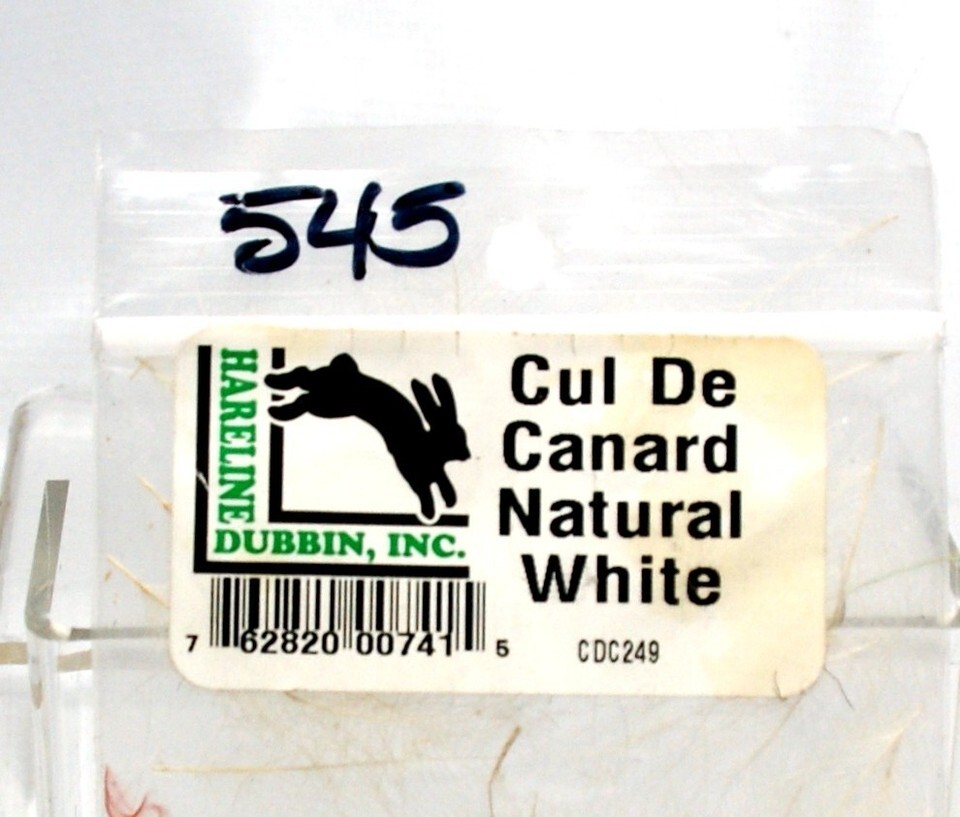 545
HARELINE
DUBBIN, INC.
Cul De
Canard
Natural
White
7 62820 00741 5
CDC249